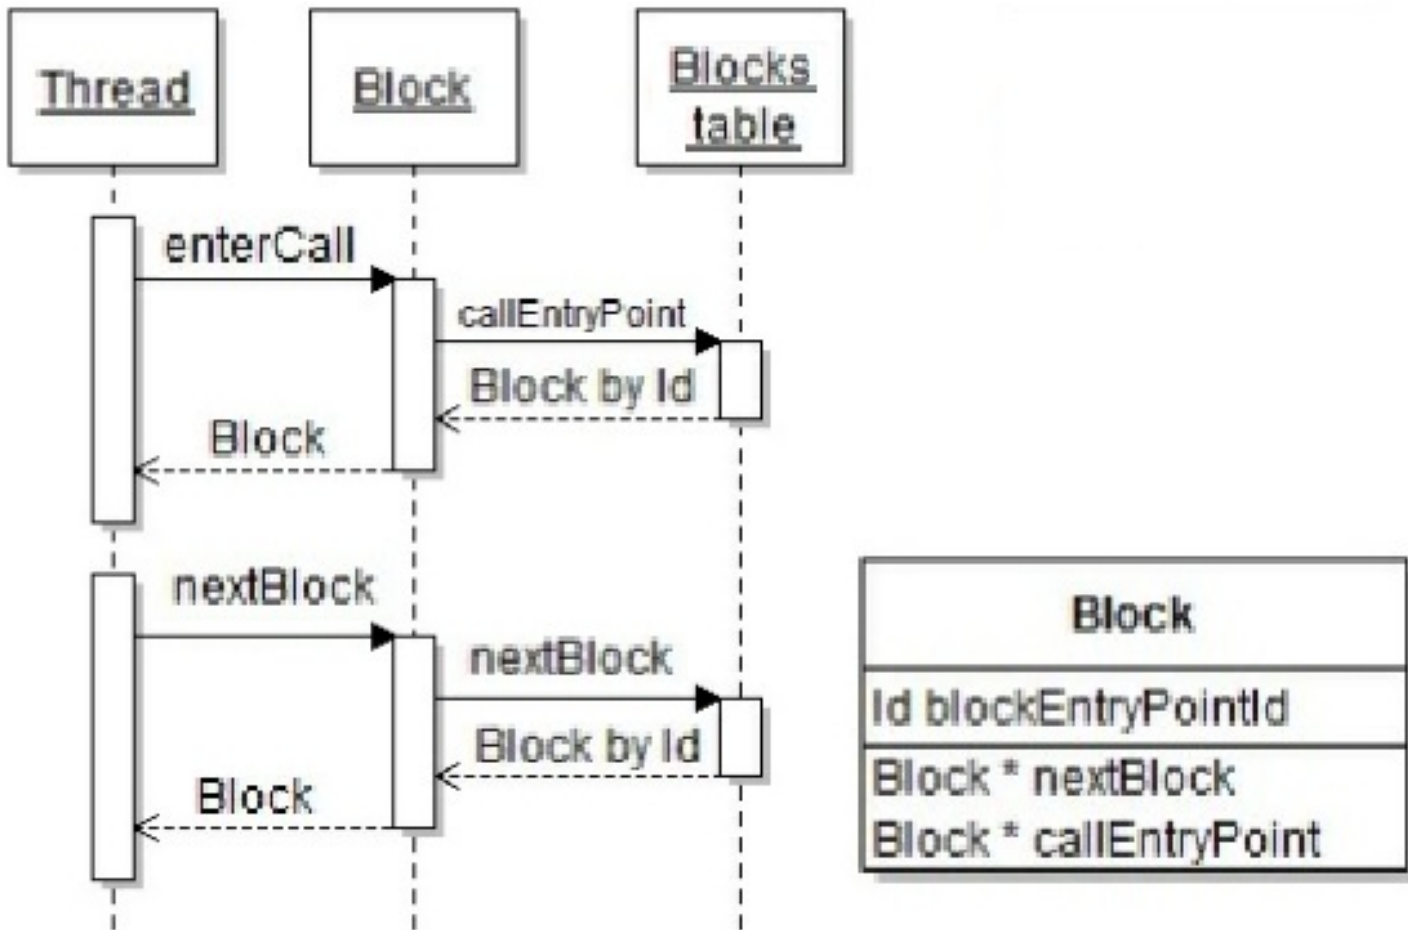 Thread
Block
Blocks
table
enterCall
callEntryPoint
Block by Id
Block
nextBlock
nextBlock
Block by Id
Block
Block
Id blockEntryPointId
Block * nextBlock
Block * callEntryPoint